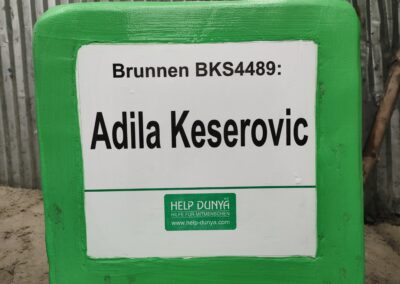 Brunnen BKS4489:
Adila Keserovic
HELP DUNYA
HILFE FÜR MITMENSCHEN
www.help-dunya.com